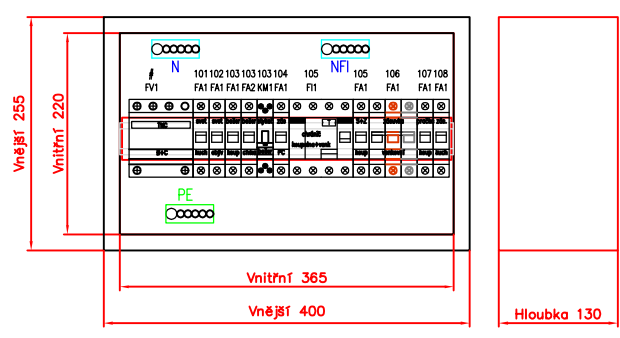 N
NFI
# 101 102 103 103 103 104 105 105 106 107 108
FV1 FA1 FA1 FA1 FA2 KM1 FA1 FI1 FA1 FA1 FA1 FA1
B+C
PE
Vnější 255
Vnitřní 220
Vnitřní 365
Vnější 400
Hloubka 130